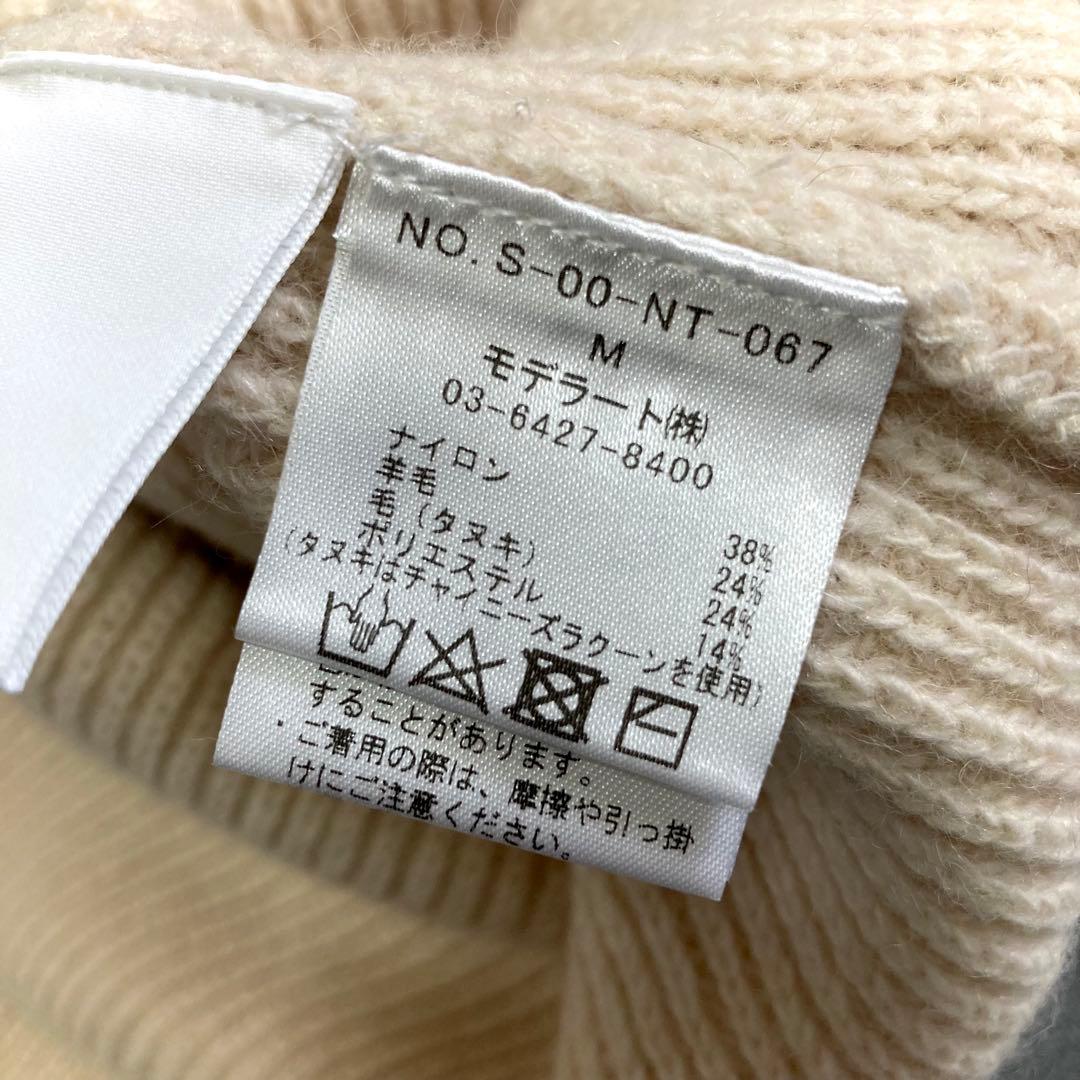 NO. S-00-NT-067
M
モデラート㈱
03-6427-8400
ナイロン 38%
羊毛 24%
毛(タヌキ) 24%
ポリエステル 14%
(タヌキはチャイニーズラクーンを使用)
することがあります。
・ご着用の際は、摩擦や引っ掛
けにご注意ください。